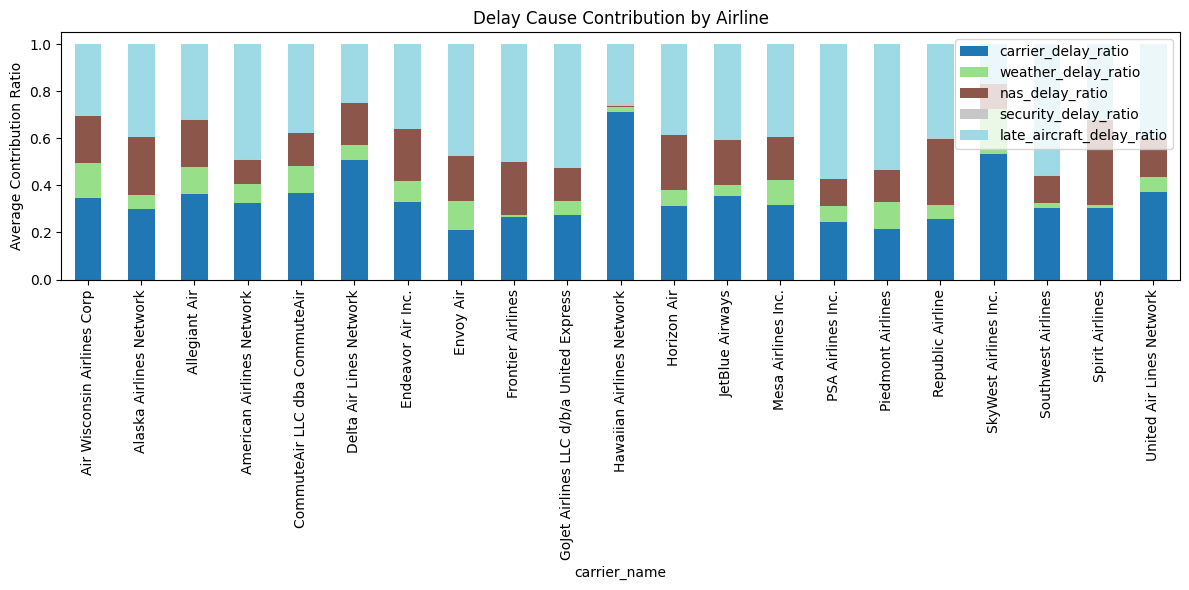 Delay Cause Contribution by Airline
Average Contribution Ratio
1.0
0.8
0.6
0.4
0.2
0.0
carrier_delay_ratio
weather_delay_ratio
nas_delay_ratio
security_delay_ratio
late_aircraft_delay_ratio
Air Wisconsin Airlines Corp
Alaska Airlines Network
Allegiant Air
American Airlines Network
CommuteAir LLC dba CommuteAir
Delta Air Lines Network
Endeavor Air Inc.
Envoy Air
Frontier Airlines
GoJet Airlines LLC d/b/a United Express
Hawaiian Airlines Network
Horizon Air
JetBlue Airways
Mesa Airlines Inc.
PSA Airlines Inc.
Piedmont Airlines
Republic Airline
SkyWest Airlines Inc.
Southwest Airlines
Spirit Airlines
United Air Lines Network
carrier_name